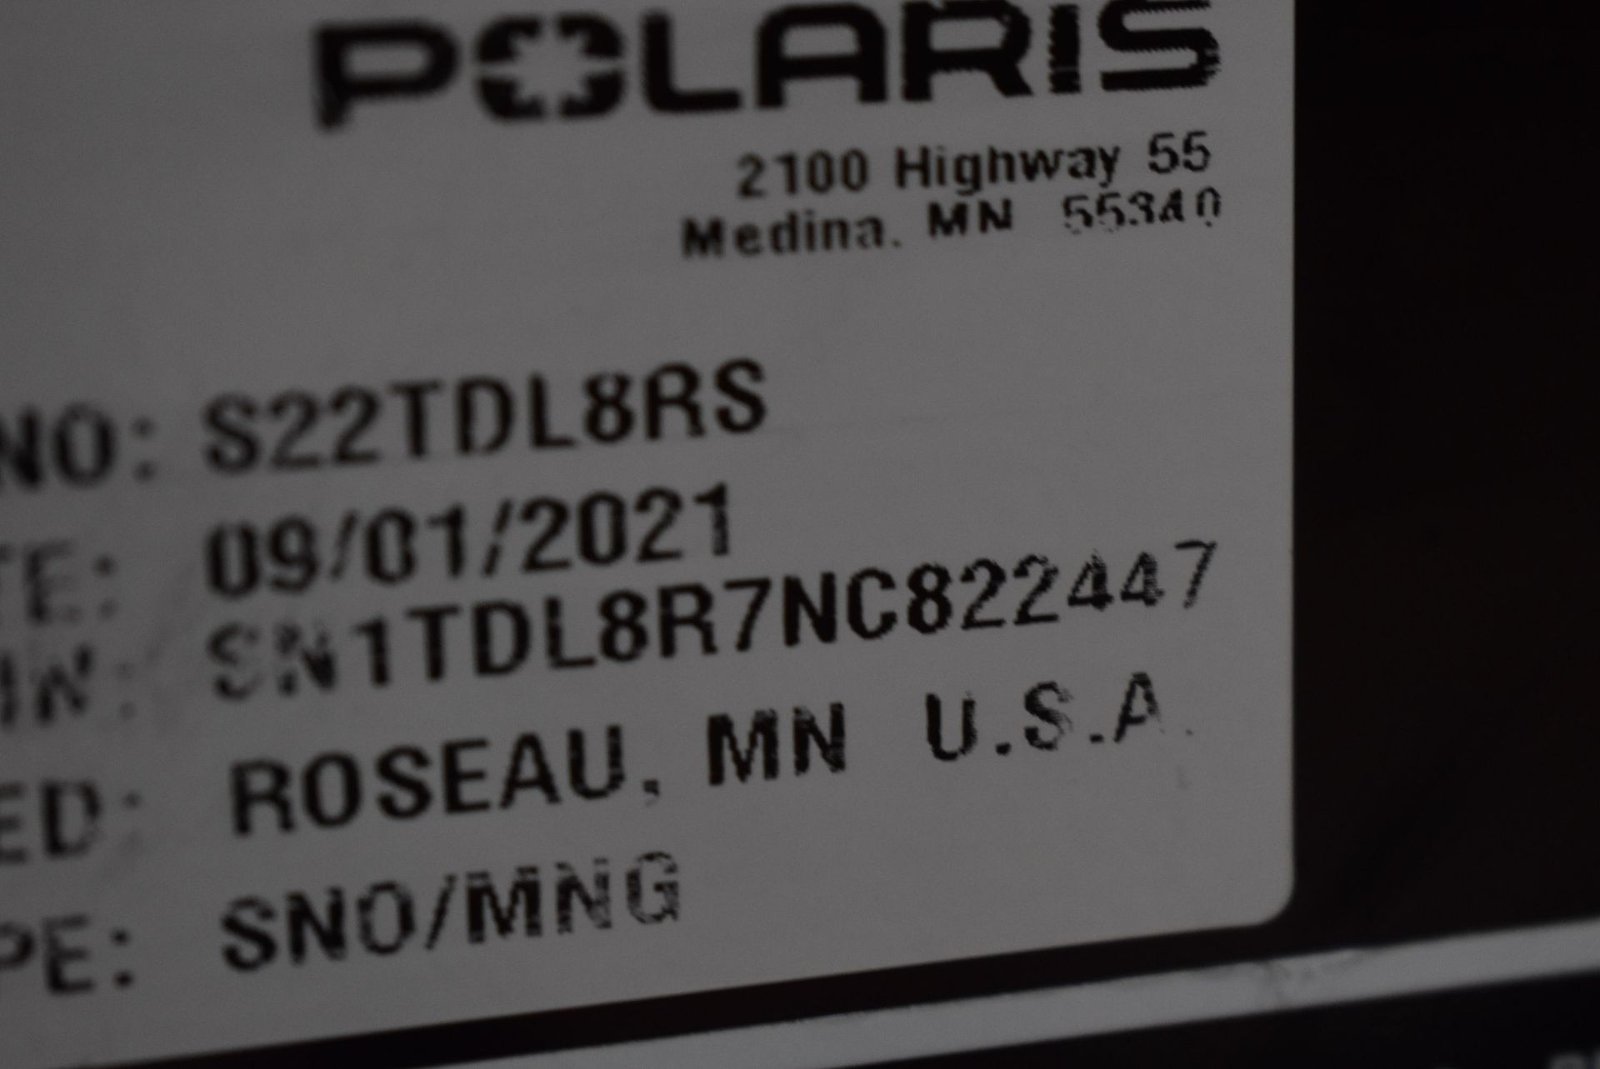 POLARIS
2100 Highway 55
Medina, MN 55340
NO: S22TDL8RS
TE: 09/01/2021
IN: SN1TDL8R7NC822447
ED: ROSEAU, MN U.S.A.
PE: SNO/MNG